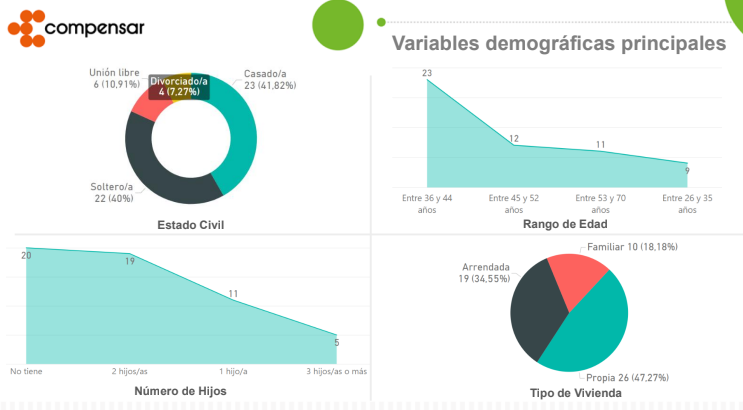 compensar
Variables demográficas principales
Unión libre
6 (10,91%)
Divorciado/a
4 (7,27%)
Casado/a
23 (41,82%)
Soltero/a
22 (40%)
Estado Civil
23
12
11
9
Entre 36 y 44
años
Entre 45 y 52
años
Entre 53 y 70
años
Entre 26 y 35
años
Rango de Edad
20
19
11
5
No tiene
2 hijos/as
1 hijo/a
3 hijos/as o más
Número de Hijos
Familiar 10 (18,18%)
Arrendada
19 (34,55%)
Propia 26 (47,27%)
Tipo de Vivienda